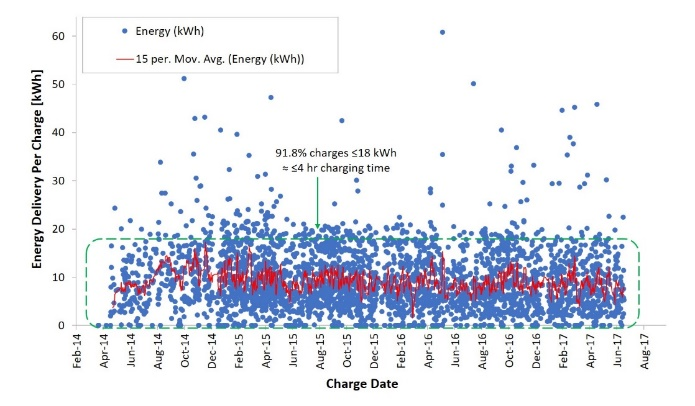 Energy (kWh)
15 per. Mov. Avg. (Energy (kWh))
91.8% charges ≤18 kWh
≈ ≤4 hr charging time
Energy Delivery Per Charge [kWh]
60
50
40
30
20
10
0
Feb-14
Apr-14
Jun-14
Aug-14
Oct-14
Dec-14
Feb-15
Apr-15
Jun-15
Aug-15
Oct-15
Dec-15
Feb-16
Apr-16
Jun-16
Aug-16
Oct-16
Dec-16
Feb-17
Apr-17
Jun-17
Aug-17
Charge Date